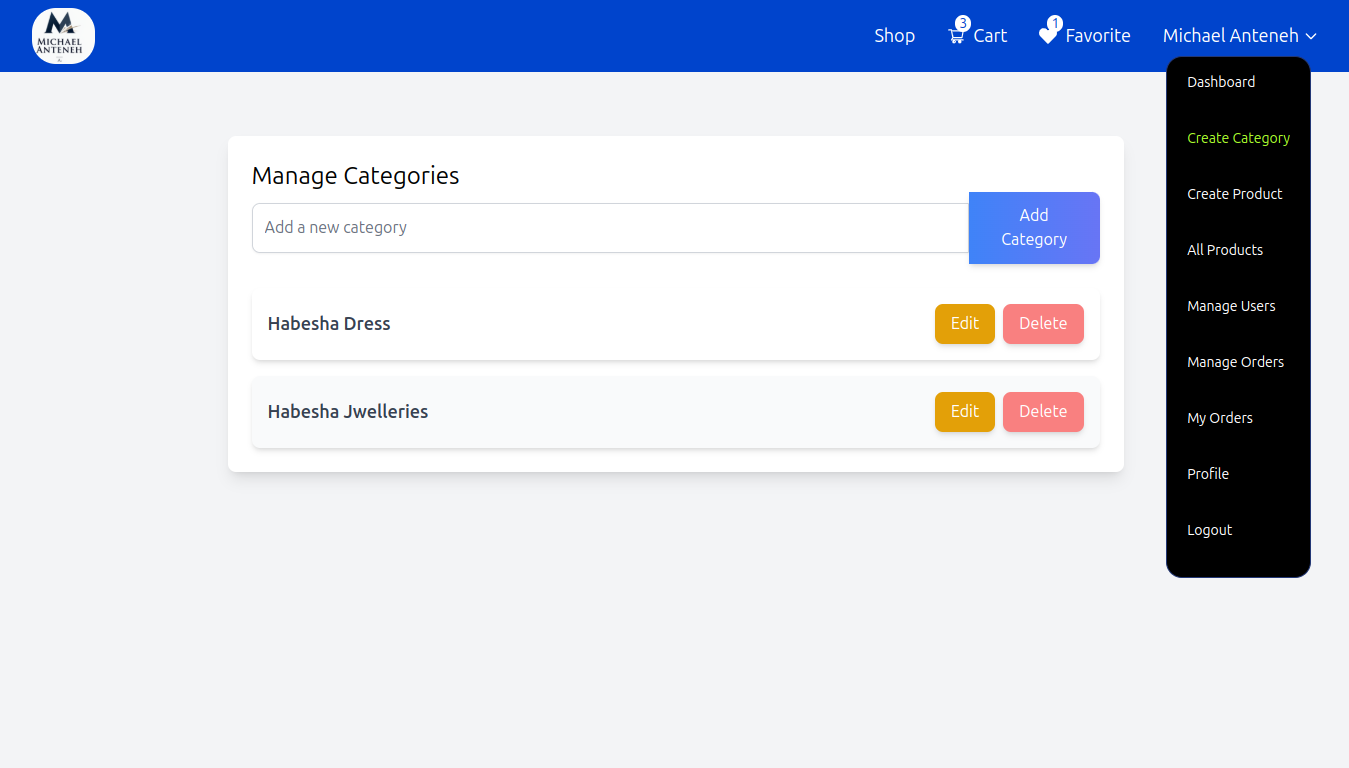 MICHAEL
ANTENEH
Shop
3
Cart
1
Favorite
Michael Anteneh
Dashboard
Create Category
Create Product
All Products
Manage Users
Manage Orders
My Orders
Profile
Logout
Manage Categories
Add a new category
Add
Category
Habesha Dress
Edit
Delete
Habesha Jwelleries
Edit
Delete